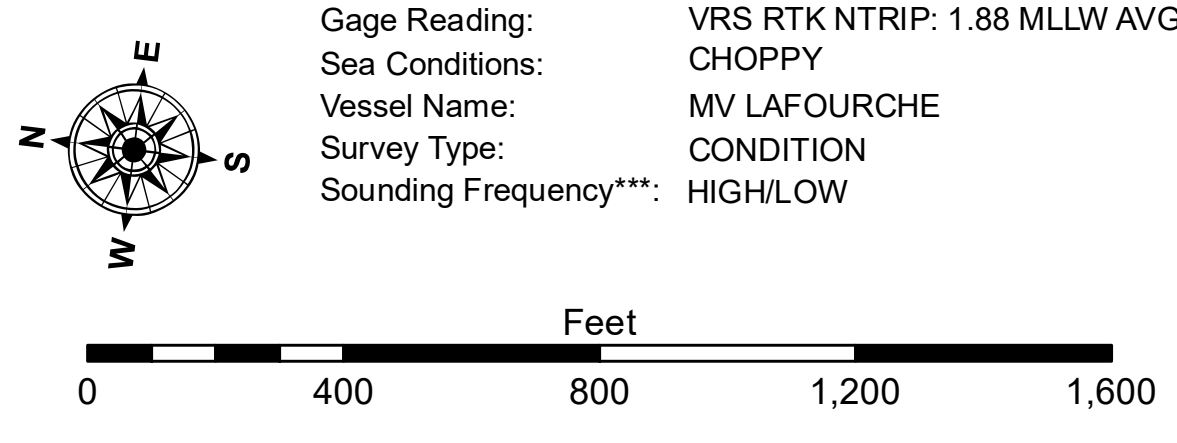 Gage Reading: VRS RTK NTRIP: 1.88 MLLW AVG
Sea Conditions: CHOPPY
Vessel Name: MV LAFOURCHE
Survey Type: CONDITION
Sounding Frequency***: HIGH/LOW
E
N
S
W
Feet
0 400 800 1,200 1,600